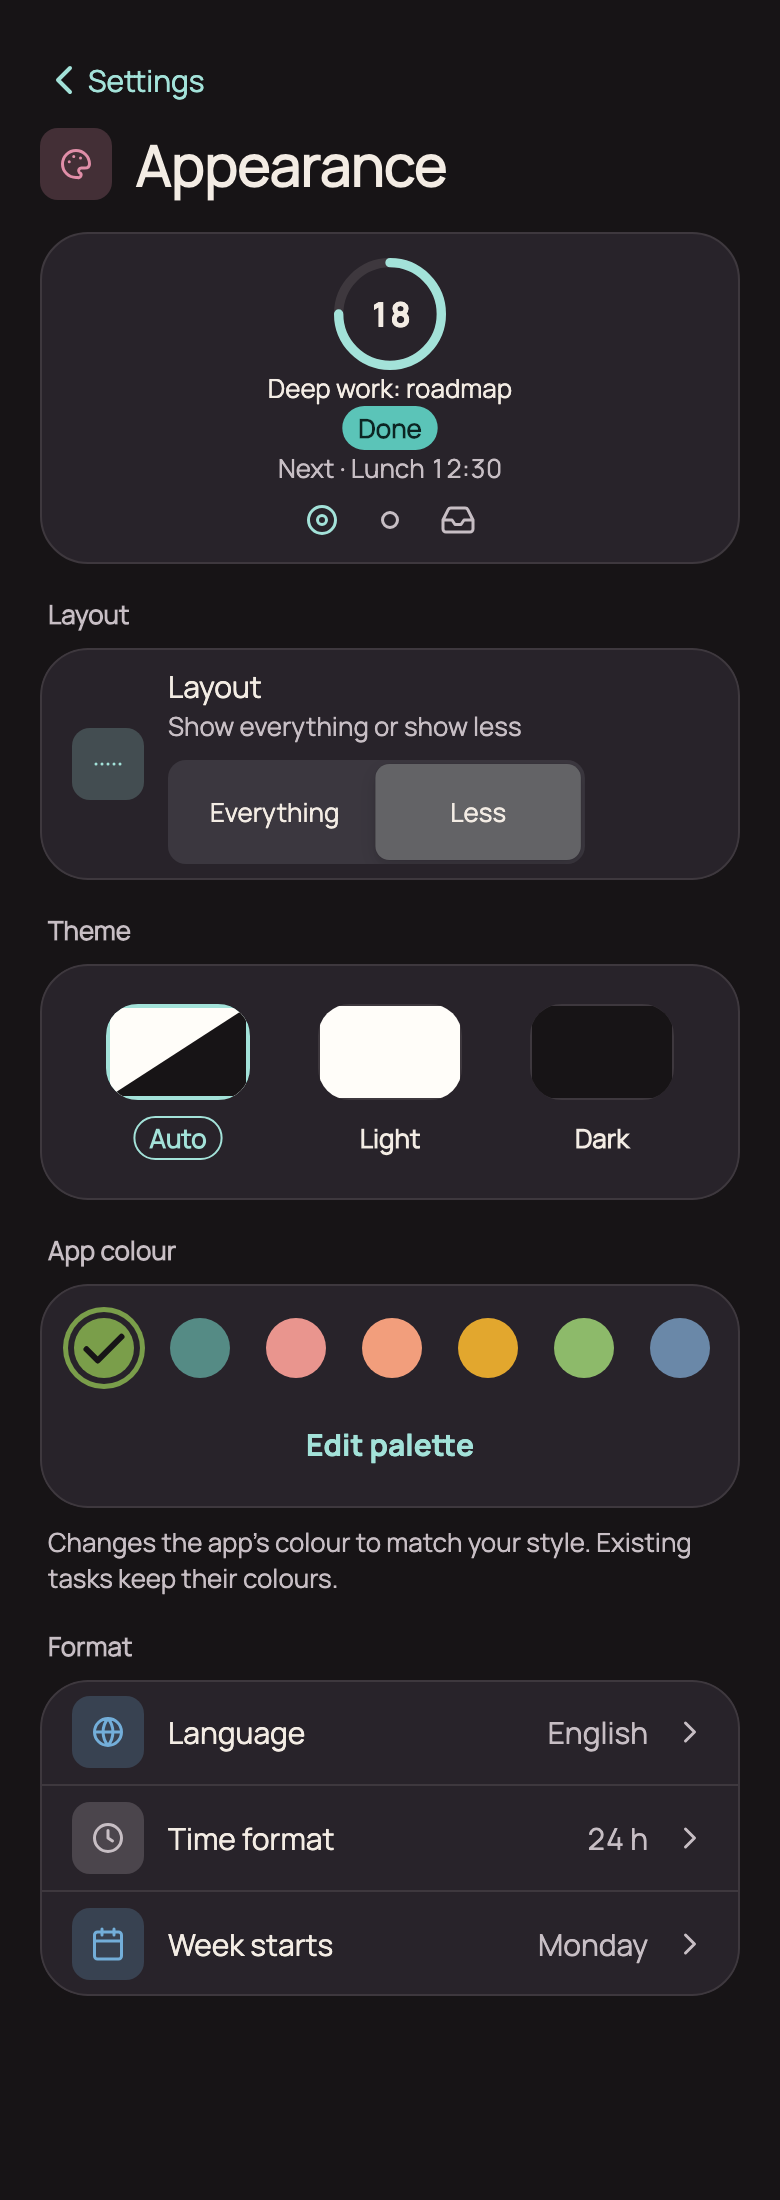 Settings
Appearance
18
Deep work: roadmap
Done
Next · Lunch 12:30
Layout
Layout
Show everything or show less
Everything
Less
Theme
Auto
Light
Dark
App colour
Edit palette
Changes the app’s colour to match your style. Existing
tasks keep their colours.
Format
Language
English
Time format
24 h
Week starts
Monday